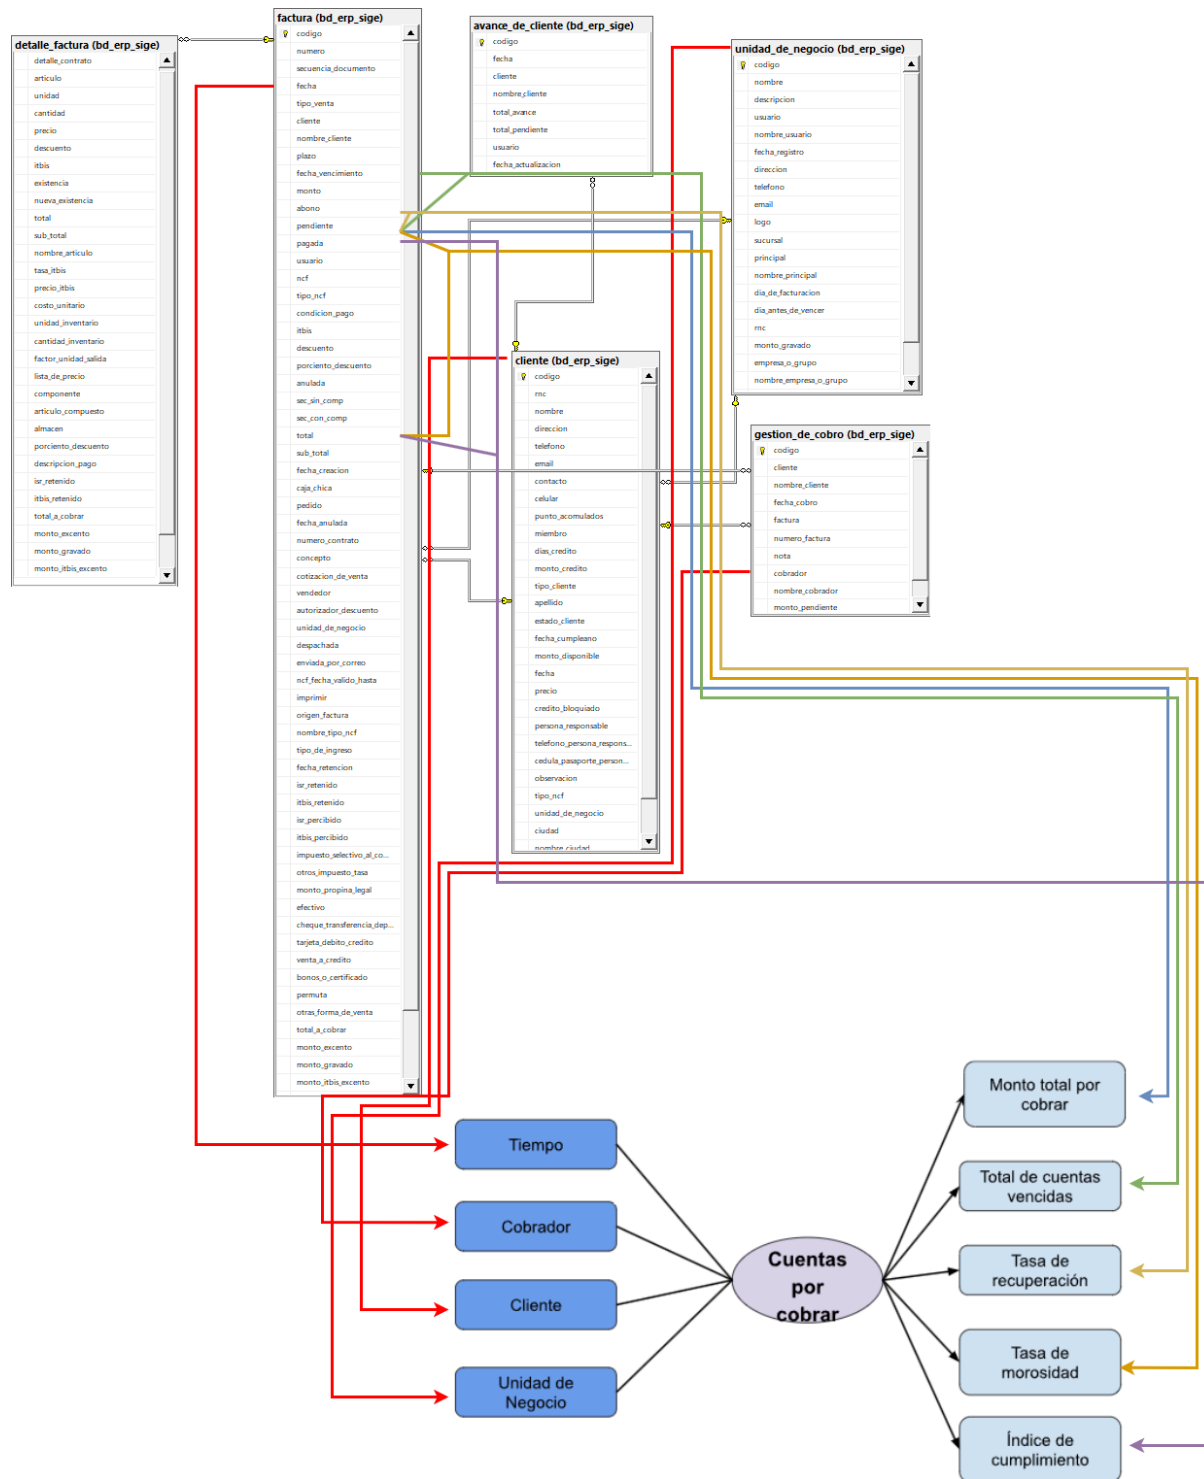 detalle_factura (bd_erp_sige)
detalle_contrato
articulo
unidad
cantidad
precio
descuento
itbis
existencia
nueva_existencia
total
sub_total
nombre_articulo
tasa_itbis
precio_itbis
costo_unitario
unidad_inventario
cantidad_inventario
factor_unidad_salida
lista_de_precio
componente
articulo_compuesto
almacen
porciento_descuento
descripcion_pago
isr_retenido
itbis_retenido
total_a_cobrar
monto_excento
monto_gravado
monto_itbis_excento
factura (bd_erp_sige)
codigo
numero
secuencia_documento
fecha
tipo_venta
cliente
nombre_cliente
plazo
fecha_vencimiento
monto
abono
pendiente
pagada
usuario
ncf
tipo_ncf
condicion_pago
itbis
descuento
porciento_descuento
anulada
sec_sin_comp
sec_con_comp
total
sub_total
fecha_creacion
caja_chica
pedido
fecha_anulada
numero_contrato
concepto
cotizacion_de_venta
vendedor
autorizador_descuento
unidad_de_negocio
despachada
enviada_por_correo
ncf_fecha_valido_hasta
imprimir
origen_factura
nombre_tipo_ncf
tipo_de_ingreso
fecha_retencion
isr_retenido
itbis_retenido
isr_percibido
itbis_percibido
impuesto_selectivo_al_co...
otros_impuesto_tasa
monto_propina_legal
efectivo
cheque_transferencia_dep...
tarjeta_debito_credito
venta_a_credito
bonos_o_certificado
permuta
otras_forma_de_venta
total_a_cobrar
monto_excento
monto_gravado
monto_itbis_excento
avance_de_cliente (bd_erp_sige)
codigo
fecha
cliente
nombre_cliente
total_avance
total_pendiente
usuario
fecha_actualizacion
unidad_de_negocio (bd_erp_sige)
codigo
nombre
descripcion
usuario
nombre_usuario
fecha_registro
direccion
telefono
email
logo
sucursal
principal
nombre_principal
dia_de_facturacion
dia_antes_de_vencer
rnc
monto_gravado
empresa_o_grupo
nombre_empresa_o_grupo
cliente (bd_erp_sige)
codigo
rnc
nombre
direccion
telefono
email
contacto
celular
punto_acomulados
miembro
dias_credito
monto_credito
tipo_cliente
apellido
estado_cliente
fecha_cumpleano
monto_disponible
fecha
precio
credito_bloquiado
persona_responsable
telefono_persona_respons...
cedula_pasaporte_person...
observacion
tipo_ncf
unidad_de_negocio
ciudad
nombre_ciudad
gestion_de_cobro (bd_erp_sige)
codigo
cliente
nombre_cliente
fecha_cobro
factura
numero_factura
nota
cobrador
nombre_cobrador
monto_pendiente
Tiempo
Cobrador
Cliente
Unidad de
Negocio
Cuentas
por
cobrar
Monto total por
cobrar
Total de cuentas
vencidas
Tasa de
recuperación
Tasa de
morosidad
Índice de
cumplimiento